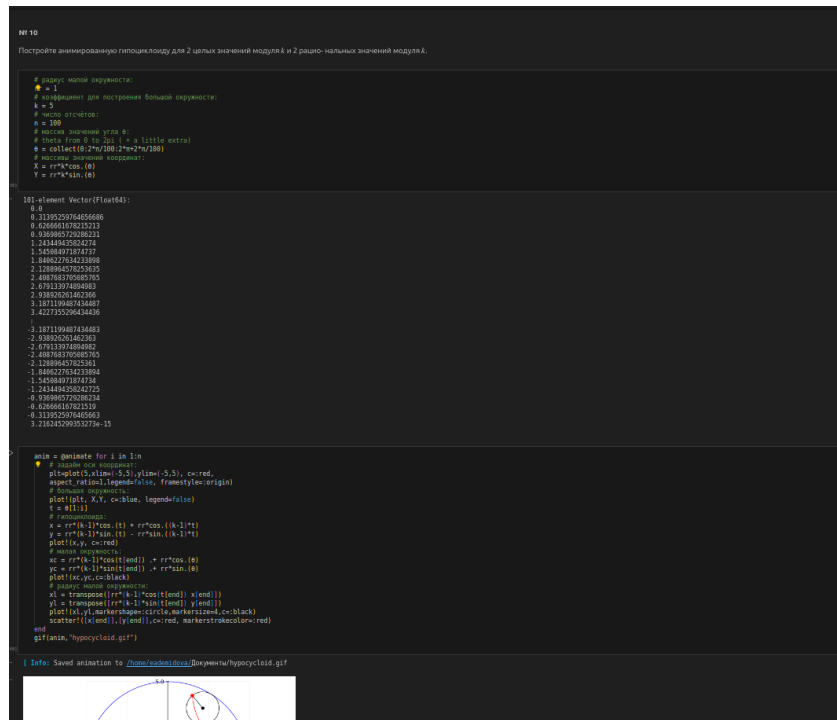 № 10
Постройте анимированную гипоциклоиду для 2 целых значений модуля k и 2 рацио- нальных значений модуля k.
# радиус малой окружности:
= 1
# коэффициент для построения большой окружности:
k = 5
# число отсчётов:
n = 100
# массив значений угла θ:
# theta from 0 to 2pi ( + a little extra)
θ = collect(0:2*π/100:2*π+2*π/100)
# массивы значений координат:
X = rr*k*cos.(θ)
Y = rr*k*sin.(θ)
101-element Vector{Float64}:
0.0
0.31395259764656686
0.6266661678215213
0.9369065729286231
1.243449435824274
1.545084971874737
1.8406227634233898
2.1288964578253635
2.4087683705085765
2.679133974894983
2.938926261462366
3.1871199487434487
3.4227355296434436
⋮
-3.1871199487434483
-2.938926261462363
-2.679133974894982
-2.4087683705085765
-2.128896457825361
-1.8406227634233894
-1.545084971874734
-1.2434494358242725
-0.9369065729286234
-0.626666167821519
-0.3139525976465663
3.216245299353273e-15
anim = @animate for i in 1:n
# задаём оси координат:
plt=plot(5,xlim=(-5,5),ylim=(-5,5), c=:red,
aspect_ratio=1,legend=false, framestyle=:origin)
# большая окружность:
plot!(plt, X,Y, c=:blue, legend=false)
t = θ[1:i]
# гипоциклоида:
x = rr*(k-1)*cos.(t) + rr*cos.((k-1)*t)
y = rr*(k-1)*sin.(t) - rr*sin.((k-1)*t)
plot!(x,y, c=:red)
# малая окружность:
xc = rr*(k-1)*cos(t[end]) .+ rr*cos.(θ)
yc = rr*(k-1)*sin(t[end]) .+ rr*sin.(θ)
plot!(xc,yc,c=:black)
# радиус малой окружности:
xl = transpose([rr*(k-1)*cos(t[end]) x[end]])
yl = transpose([rr*(k-1)*sin(t[end]) y[end]])
plot!(xl,yl,markershape=:circle,markersize=4,c=:black)
scatter!([x[end]],[y[end]],c=:red, markerstrokecolor=:red)
end
gif(anim,"hypocycloid.gif")
[ Info: Saved animation to /home/eademidova/Документы/hypocycloid.gif
5.0